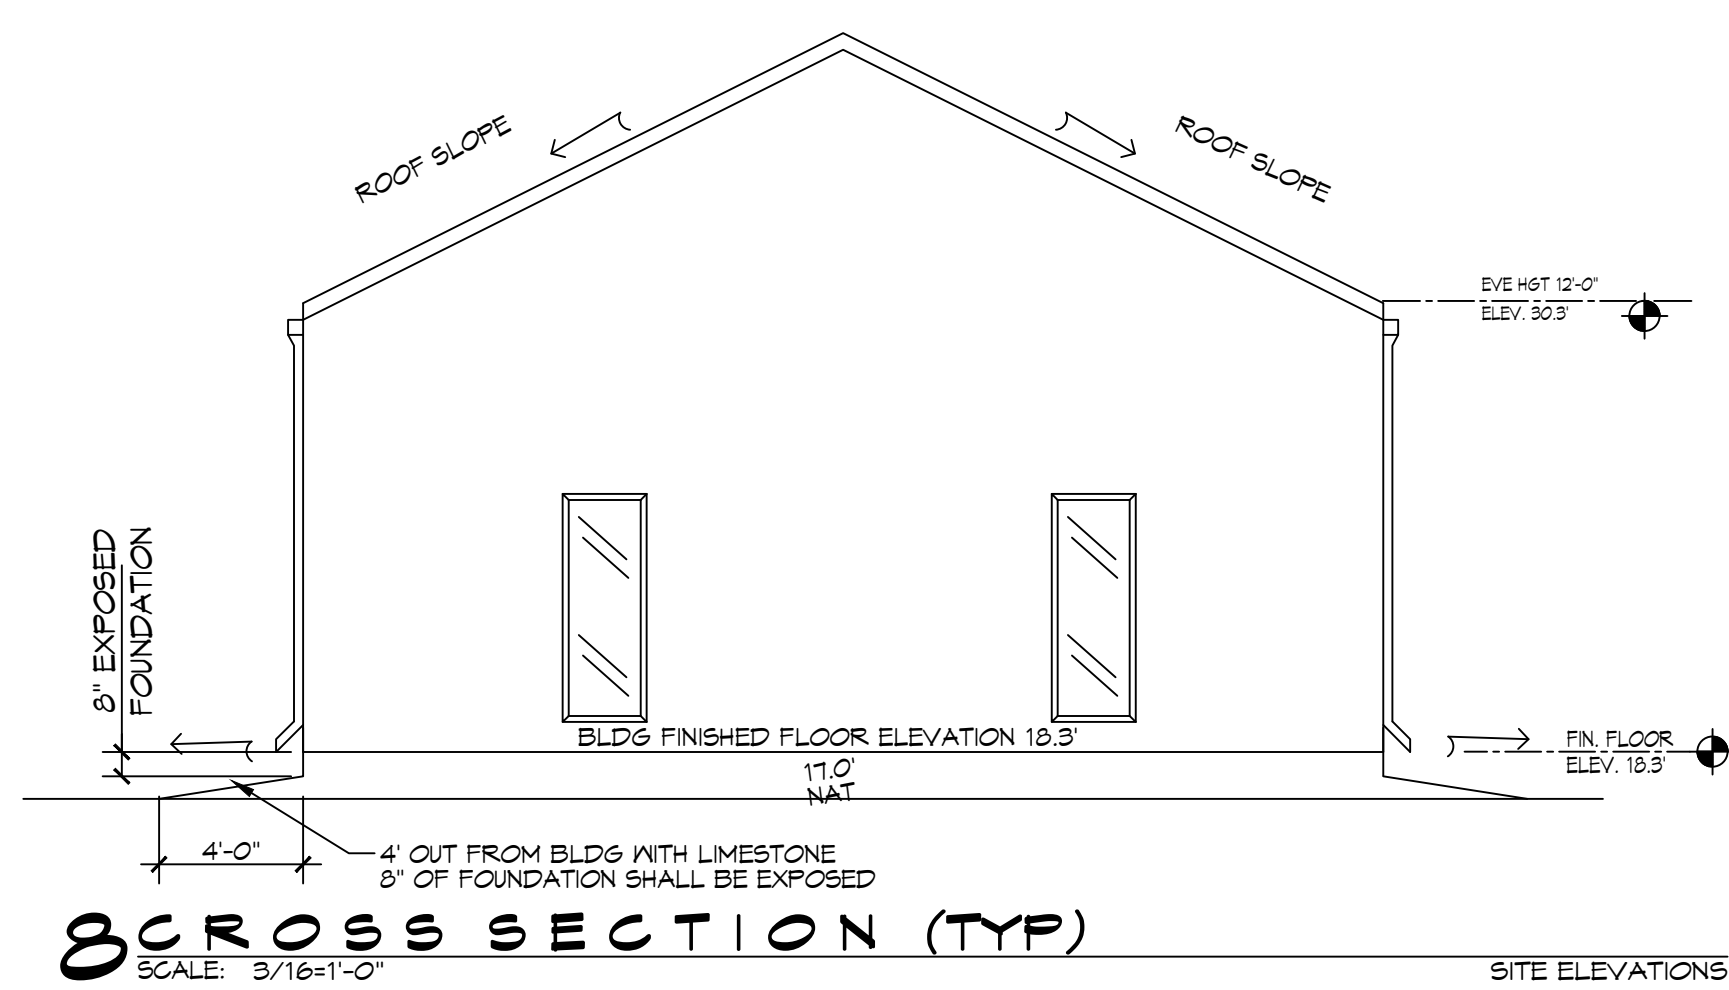 ROOF SLOPE
ROOF SLOPE
EVE HGT 12'-0"
ELEV. 30.3'
8" EXPOSED
FOUNDATION
BLDG FINISHED FLOOR ELEVATION 18.3'
FIN. FLOOR
ELEV. 18.3'
17.0'
NAT
4'-0"
4' OUT FROM BLDG WITH LIMESTONE
8" OF FOUNDATION SHALL BE EXPOSED
8 CROSS SECTION (TYP)
SCALE: 3/16=1'-0"
SITE ELEVATIONS